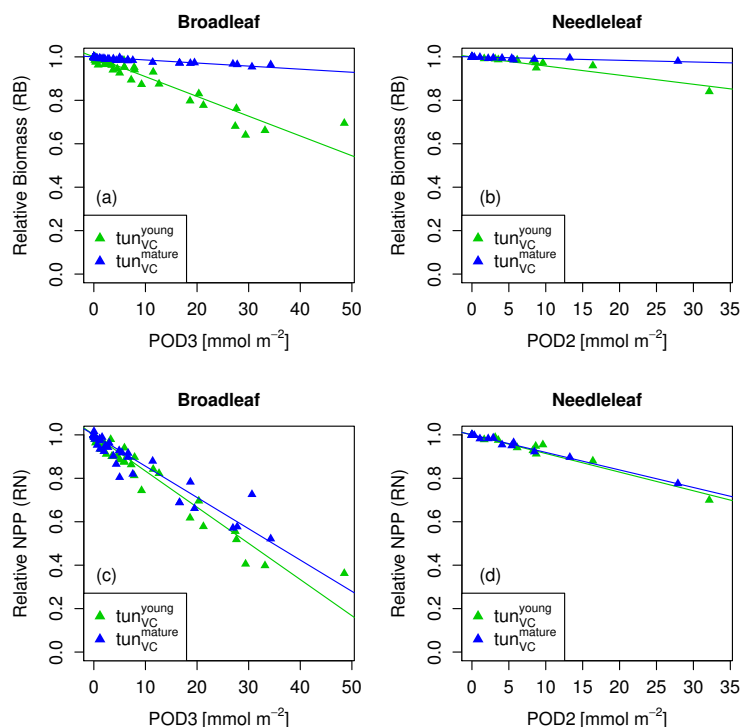 Broadleaf
Relative Biomass (RB)
0.0 0.2 0.4 0.6 0.8 1.0
(a)
tun_VC^young
tun_VC^mature
0 10 20 30 40 50
POD3 [mmol m⁻²]
Needleleaf
Relative Biomass (RB)
0.0 0.2 0.4 0.6 0.8 1.0
(b)
tun_VC^young
tun_VC^mature
0 5 10 15 20 25 30 35
POD2 [mmol m⁻²]
Broadleaf
Relative NPP (RN)
0.0 0.2 0.4 0.6 0.8 1.0
(c)
tun_VC^young
tun_VC^mature
0 10 20 30 40 50
POD3 [mmol m⁻²]
Needleleaf
Relative NPP (RN)
0.0 0.2 0.4 0.6 0.8 1.0
(d)
tun_VC^young
tun_VC^mature
0 5 10 15 20 25 30 35
POD2 [mmol m⁻²]